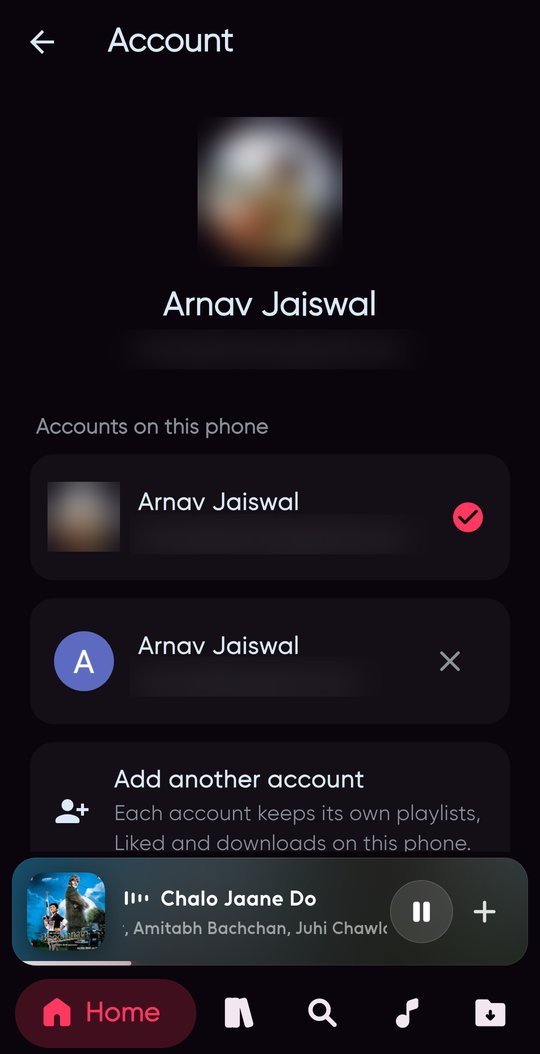 Account
Arnav Jaiswal
Accounts on this phone
Arnav Jaiswal
A
Arnav Jaiswal
Add another account
Each account keeps its own playlists,
Liked and downloads on this phone.
Chalo Jaane Do
, Amitabh Bachchan, Juhi
Home